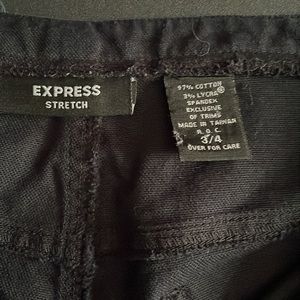 EXPRESS
STRETCH
97% COTTON
3% LYCRA®
SPANDEX
EXCLUSIVE
OF TRIMS
MADE IN TAIWAN
R.O.C.
3/4
OVER FOR CARE